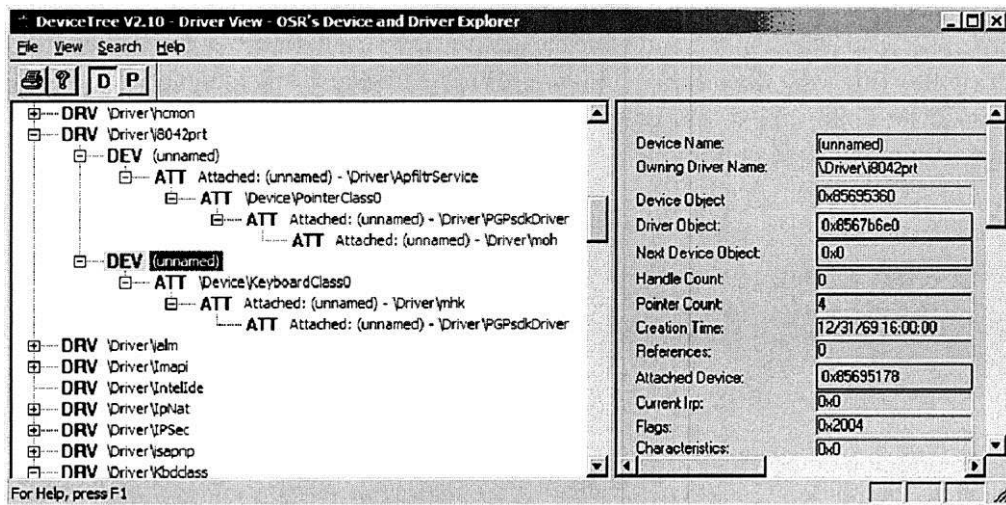 DeviceTree V2.10 - Driver View - OSR's Device and Driver Explorer
File View Search Help
D P
DRV \Driver\hcmon
DRV \Driver\i8042prt
DEV (unnamed)
ATT Attached: (unnamed) - \Driver\ApfiltrService
ATT \Device\PointerClass0
ATT Attached: (unnamed) - \Driver\PGPsdkDriver
ATT Attached: (unnamed) - \Driver\moh
DEV (unnamed)
ATT \Device\KeyboardClass0
ATT Attached: (unnamed) - \Driver\mhk
ATT Attached: (unnamed) - \Driver\PGPsdkDriver
DRV \Driver\ialm
DRV \Driver\Imapi
DRV \Driver\IntelIde
DRV \Driver\IpNat
DRV \Driver\IPSec
DRV \Driver\isapnp
DRV \Driver\Kbdclass
Device Name: (unnamed)
Owning Driver Name: \Driver\i8042prt
Device Object 0x85695360
Driver Object: 0x8567b6e0
Next Device Object: 0x0
Handle Count: 0
Pointer Count: 4
Creation Time: 12/31/69 16:00:00
References: 0
Attached Device: 0x85695178
Current Irp: 0x0
Flags: 0x2004
Characteristics: 0x0
For Help, press F1